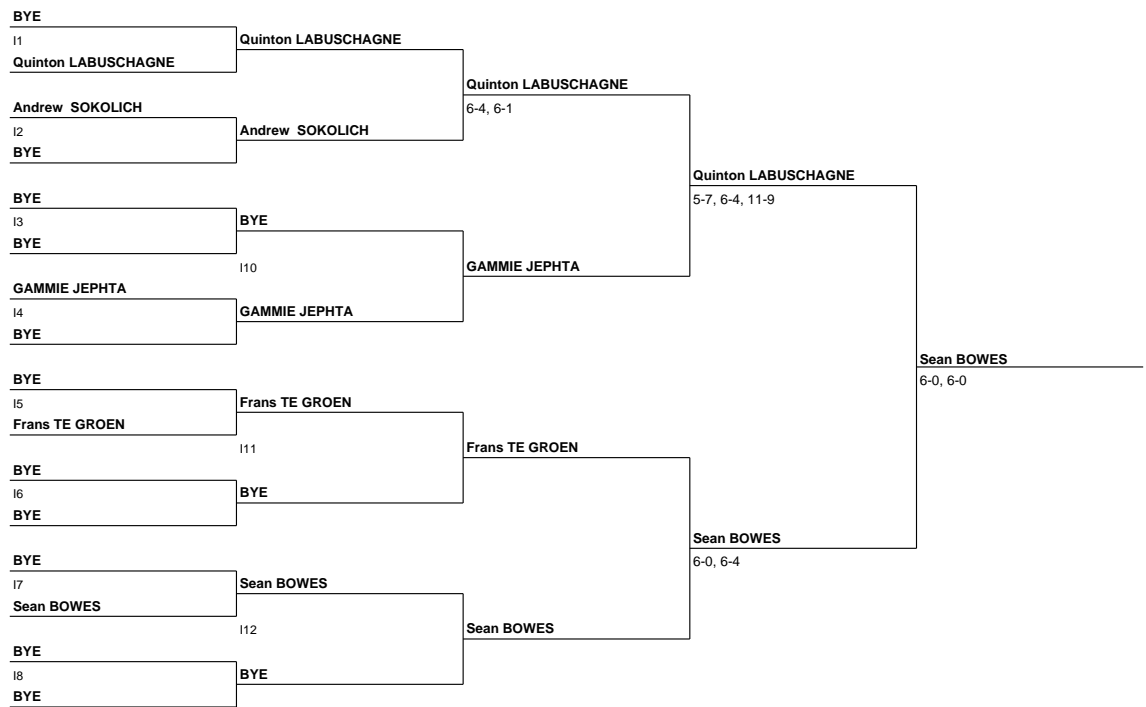 BYE
I1
Quinton LABUSCHAGNE
Quinton LABUSCHAGNE
Andrew  SOKOLICH
I2
BYE
Andrew  SOKOLICH
Quinton LABUSCHAGNE
6-4, 6-1
BYE
I3
BYE
BYE
I10
GAMMIE JEPHTA
I4
BYE
GAMMIE JEPHTA
GAMMIE JEPHTA
Quinton LABUSCHAGNE
5-7, 6-4, 11-9
BYE
I5
Frans TE GROEN
Frans TE GROEN
I11
BYE
I6
BYE
BYE
Frans TE GROEN
BYE
I7
Sean BOWES
Sean BOWES
I12
BYE
I8
BYE
BYE
Sean BOWES
Sean BOWES
6-0, 6-4
Sean BOWES
6-0, 6-0